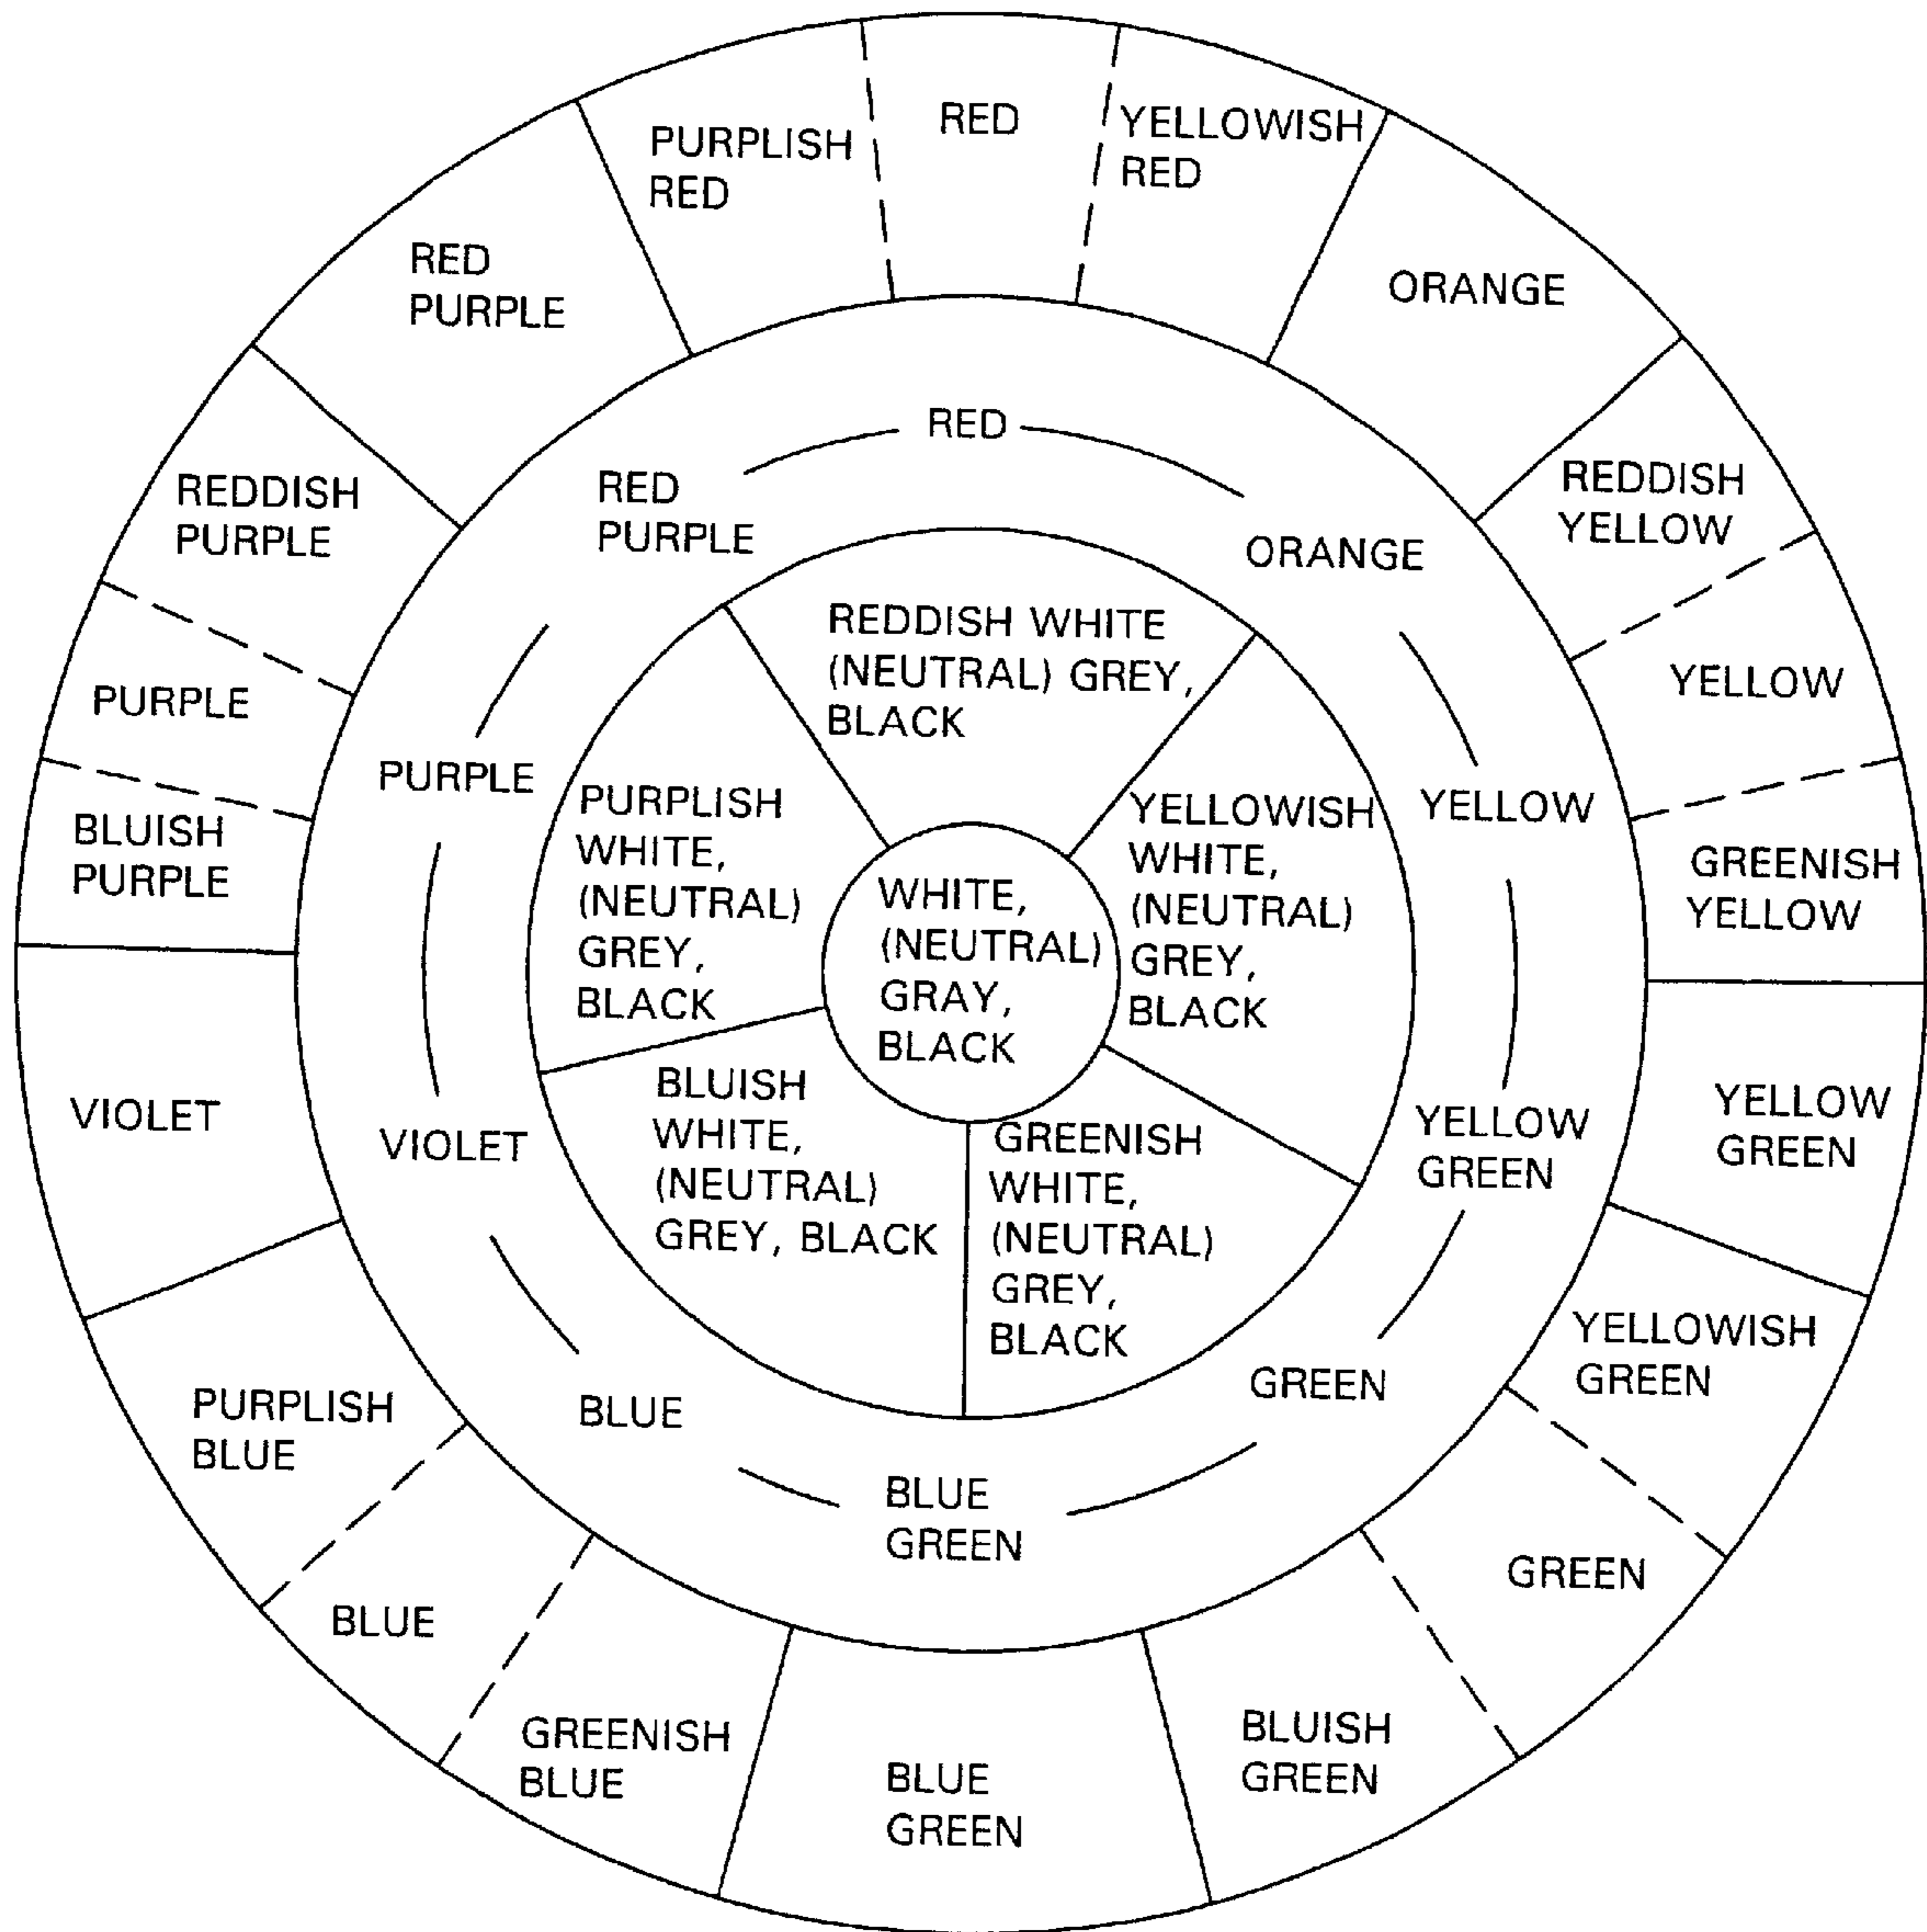 RED
YELLOWISH
RED
ORANGE
REDDISH
YELLOW
YELLOW
GREENISH
YELLOW
YELLOW
GREEN
YELLOWISH
GREEN
GREEN
BLUISH
GREEN
BLUE
GREEN
GREENISH
BLUE
BLUE
PURPLISH
BLUE
VIOLET
BLUISH
PURPLE
PURPLE
REDDISH
PURPLE
RED
PURPLE
PURPLISH
RED
RED
ORANGE
YELLOW
YELLOW
GREEN
GREEN
BLUE
GREEN
BLUE
VIOLET
PURPLE
RED
PURPLE
REDDISH WHITE
(NEUTRAL) GREY,
BLACK
YELLOWISH
WHITE,
(NEUTRAL)
GREY,
BLACK
GREENISH
WHITE,
(NEUTRAL)
GREY,
BLACK
BLUISH
WHITE,
(NEUTRAL)
GREY, BLACK
PURPLISH
WHITE,
(NEUTRAL)
GREY,
BLACK
WHITE,
(NEUTRAL)
GRAY,
BLACK